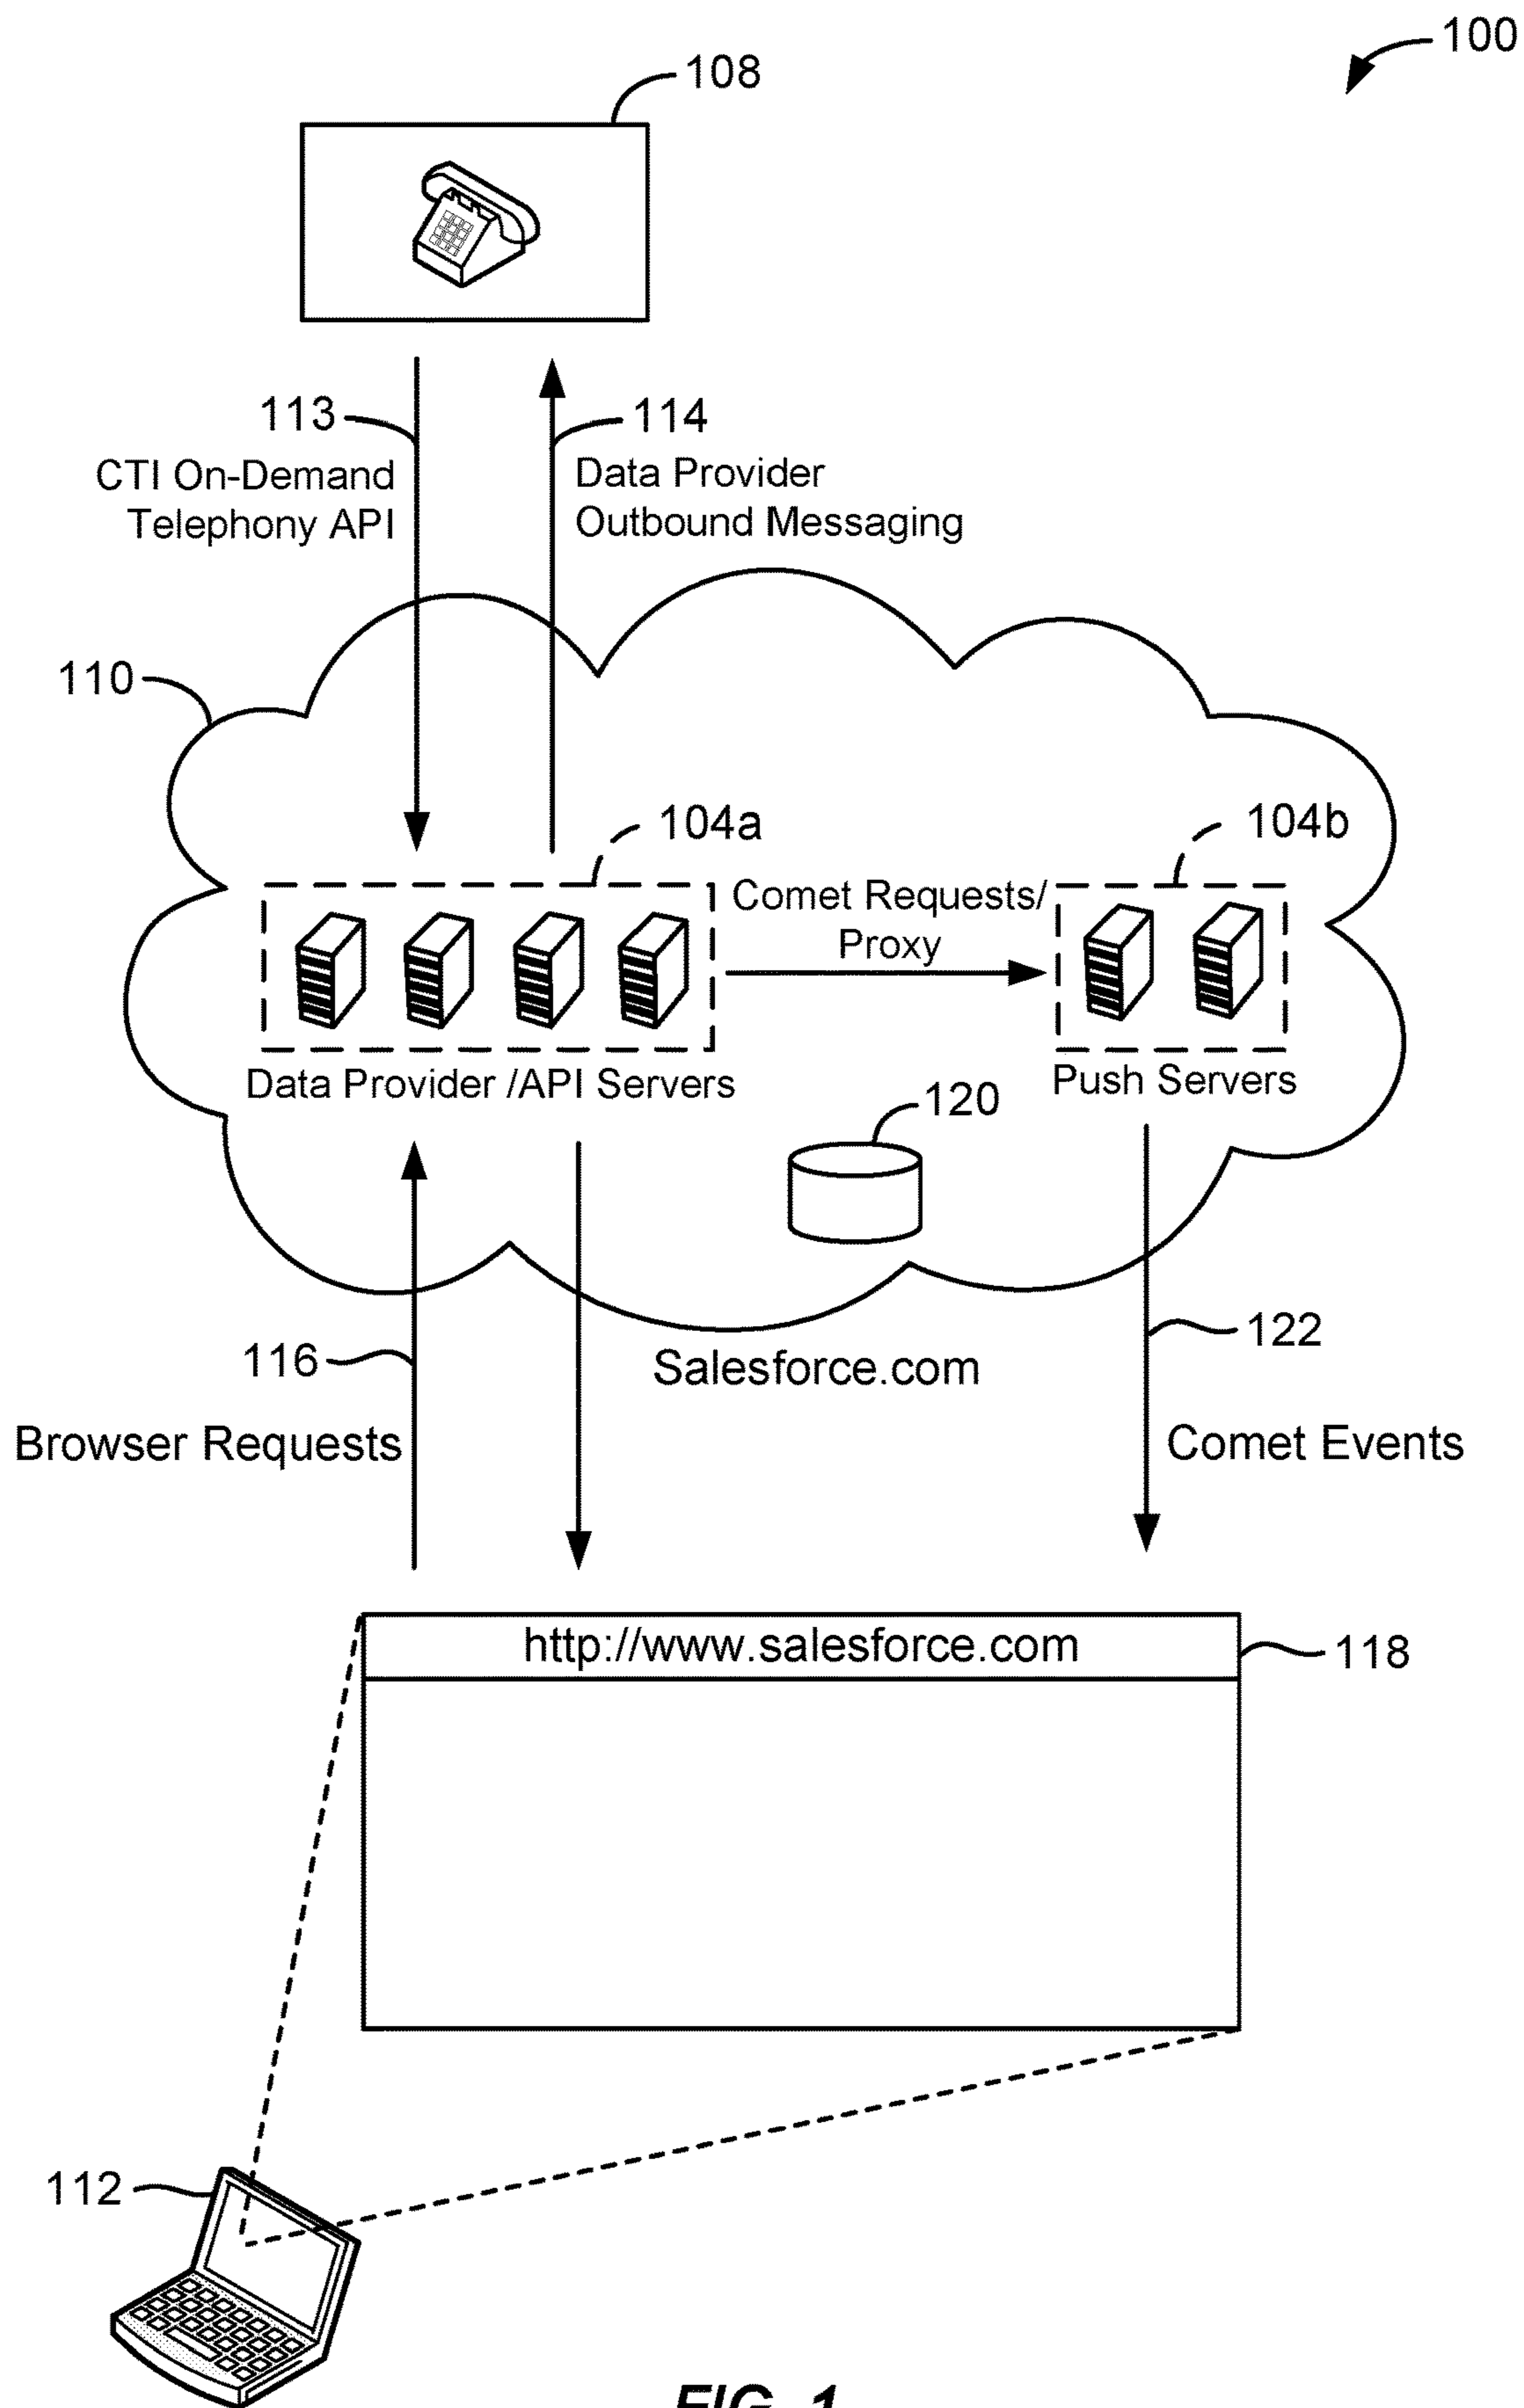 100
108
113
CTI On-Demand
Telephony API
114
Data Provider
Outbound Messaging
110
104a
104b
Comet Requests/
Proxy
Data Provider /API Servers
Push Servers
120
116
Browser Requests
Salesforce.com
122
Comet Events
http://www.salesforce.com
118
112
FIG. 1